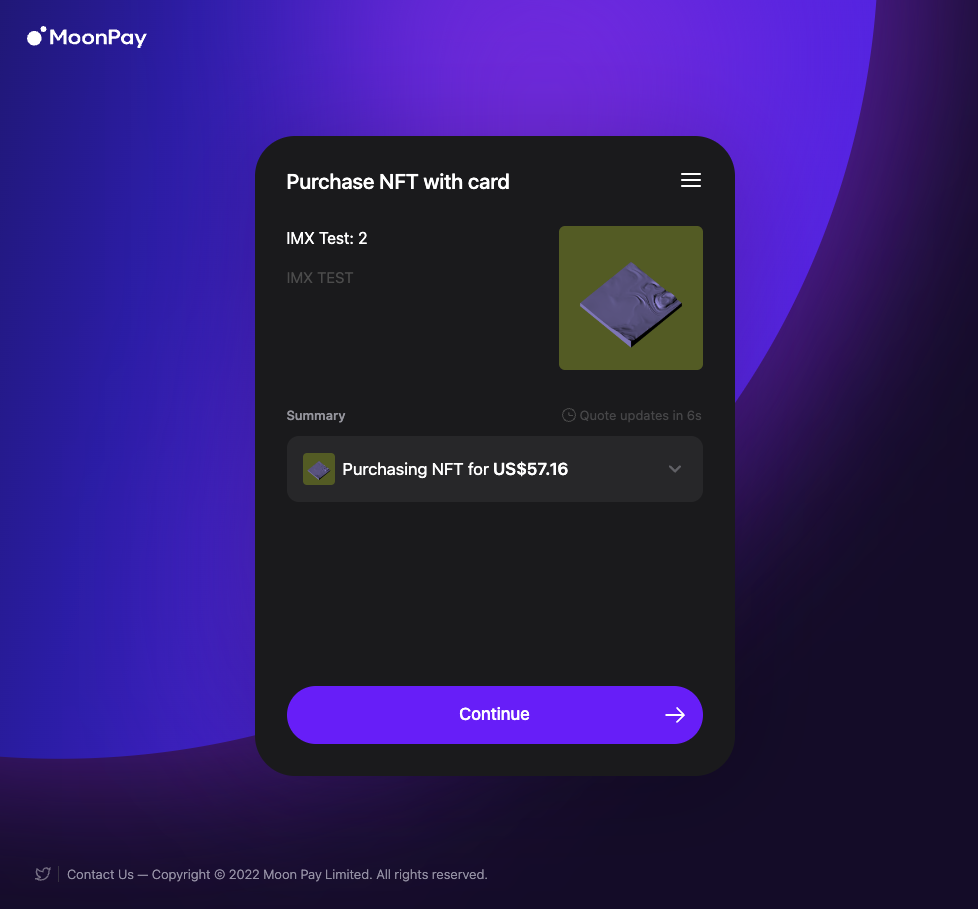 MoonPay
Purchase NFT with card
IMX Test: 2
IMX TEST
Summary
Quote updates in 6s
Purchasing NFT for US$57.16
Continue
Contact Us — Copyright © 2022 Moon Pay Limited. All rights reserved.